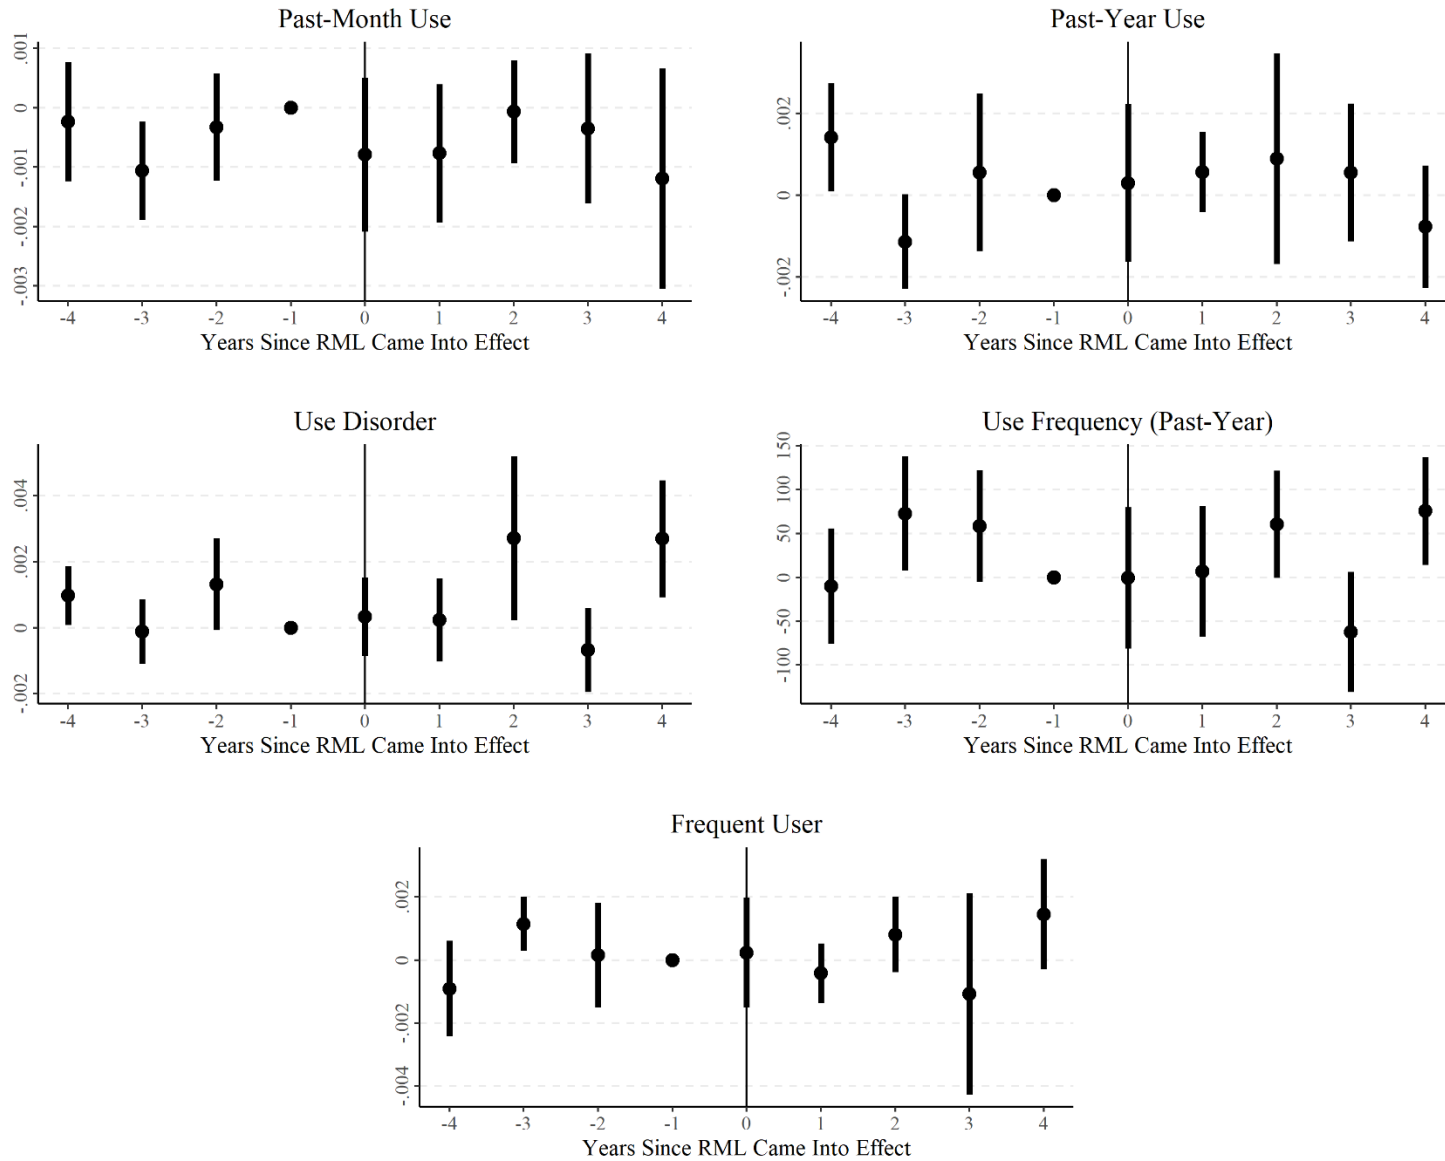 Past-Month Use
.001
0
-.001
-.002
-.003
-4 -3 -2 -1 0 1 2 3 4
Years Since RML Came Into Effect
Past-Year Use
.002
0
-.002
-4 -3 -2 -1 0 1 2 3 4
Years Since RML Came Into Effect
Use Disorder
.004
.002
0
-.002
-4 -3 -2 -1 0 1 2 3 4
Years Since RML Came Into Effect
Use Frequency (Past-Year)
150
100
50
0
-50
-100
-4 -3 -2 -1 0 1 2 3 4
Years Since RML Came Into Effect
Frequent User
.002
0
-.002
-.004
-4 -3 -2 -1 0 1 2 3 4
Years Since RML Came Into Effect